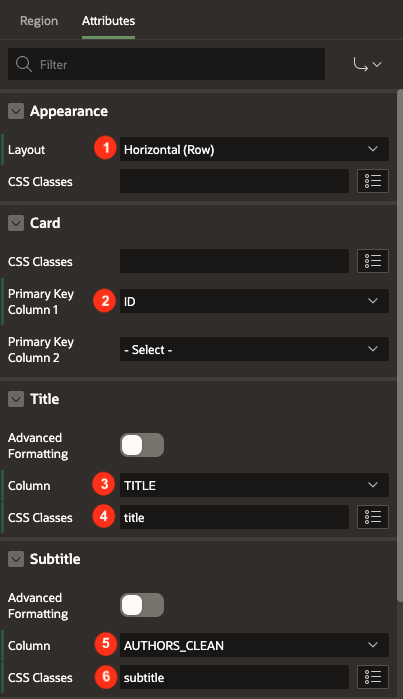 Region Attributes
Filter
Appearance
Layout 1 Horizontal (Row)
CSS Classes
Card
CSS Classes
Primary Key
Column 1
2 ID
Primary Key
Column 2
- Select -
Title
Advanced
Formatting
Column 3 TITLE
CSS Classes 4 title
Subtitle
Advanced
Formatting
Column 5 AUTHORS_CLEAN
CSS Classes 6 subtitle